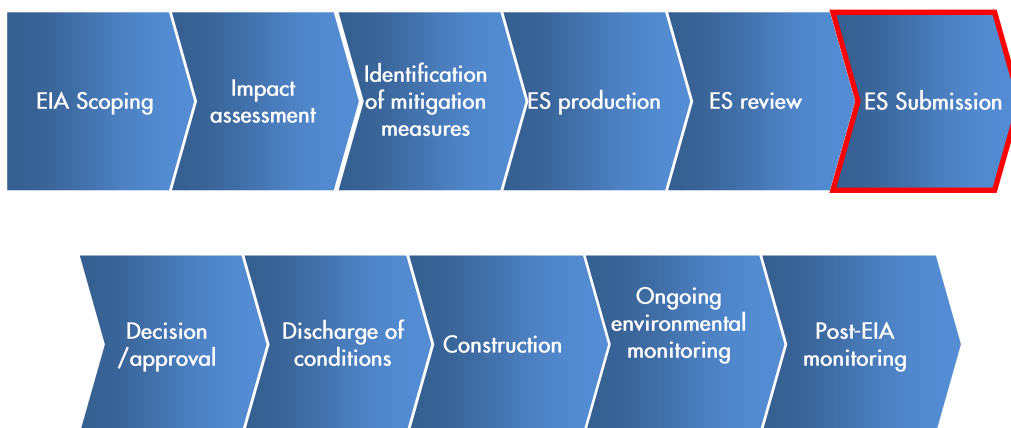 EIA Scoping
Impact
assessment
Identification
of mitigation
measures
ES production
ES review
ES Submission
Decision
/approval
Discharge of
conditions
Construction
Ongoing
environmental
monitoring
Post-EIA
monitoring